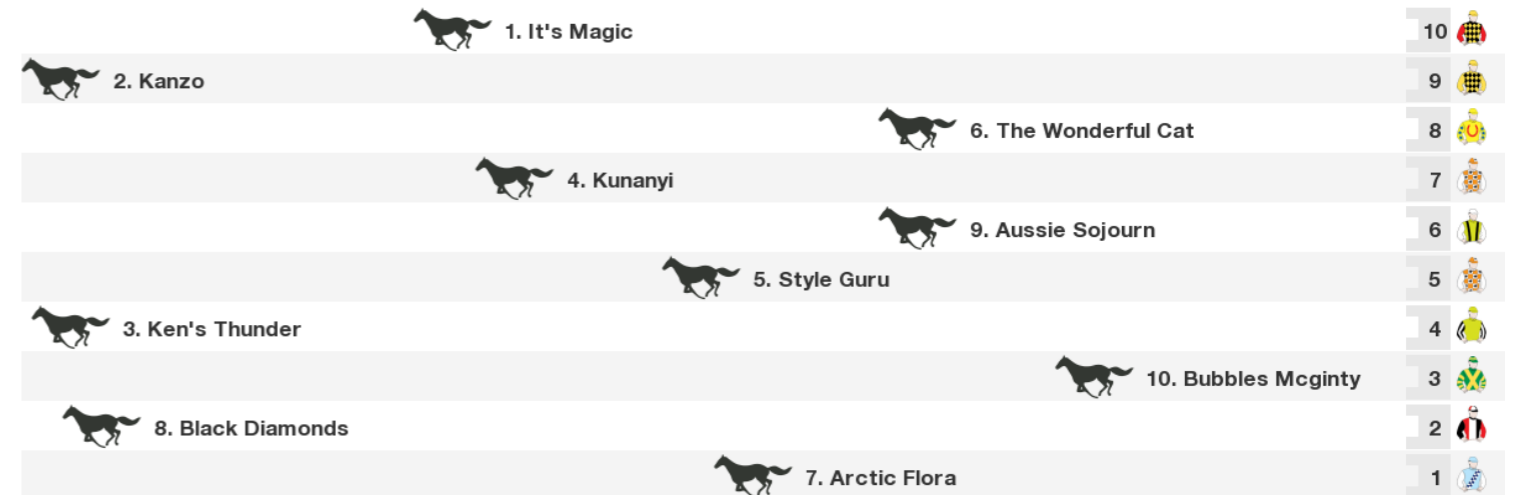 1. It's Magic 10
2. Kanzo 9
6. The Wonderful Cat 8
4. Kunanyi 7
9. Aussie Sojourn 6
5. Style Guru 5
3. Ken's Thunder 4
10. Bubbles Mcginty 3
8. Black Diamonds 2
7. Arctic Flora 1